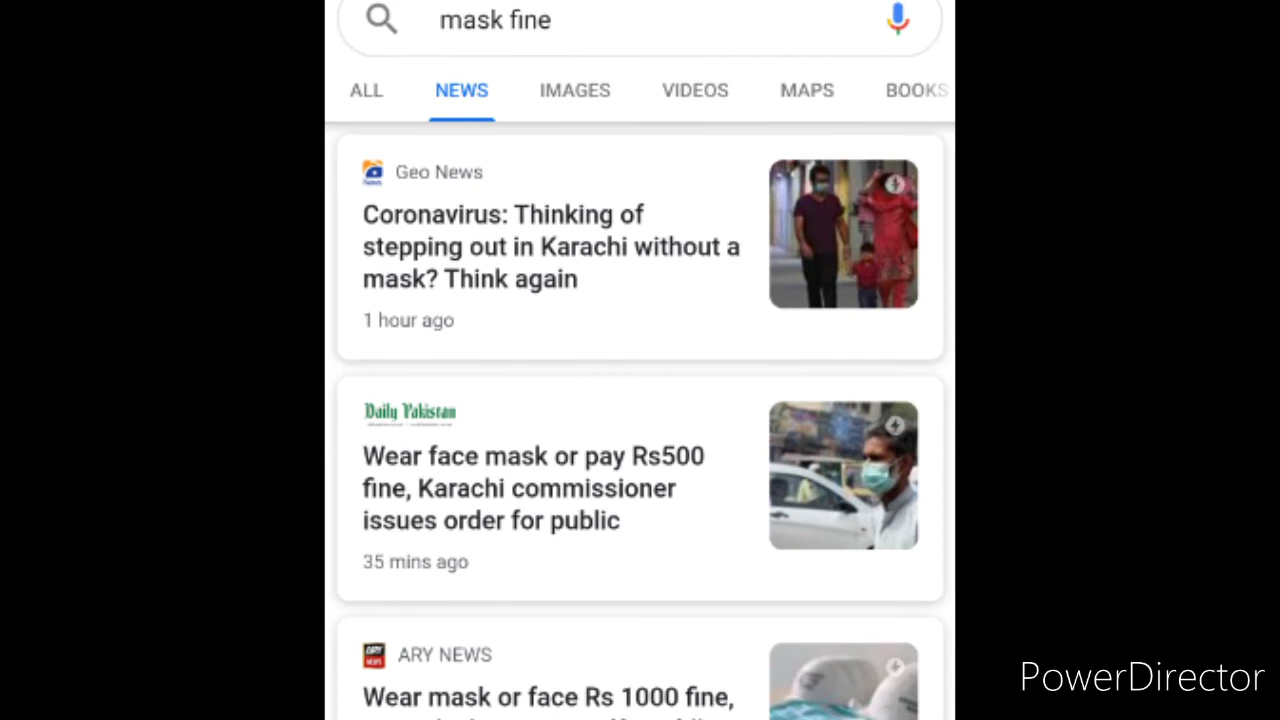 mask fine
ALL NEWS IMAGES VIDEOS MAPS BOOKS
Geo News
Coronavirus: Thinking of
stepping out in Karachi without a
mask? Think again
1 hour ago
Daily Pakistan
Wear face mask or pay Rs500
fine, Karachi commissioner
issues order for public
35 mins ago
ARY NEWS
Wear mask or face Rs 1000 fine,
PowerDirector